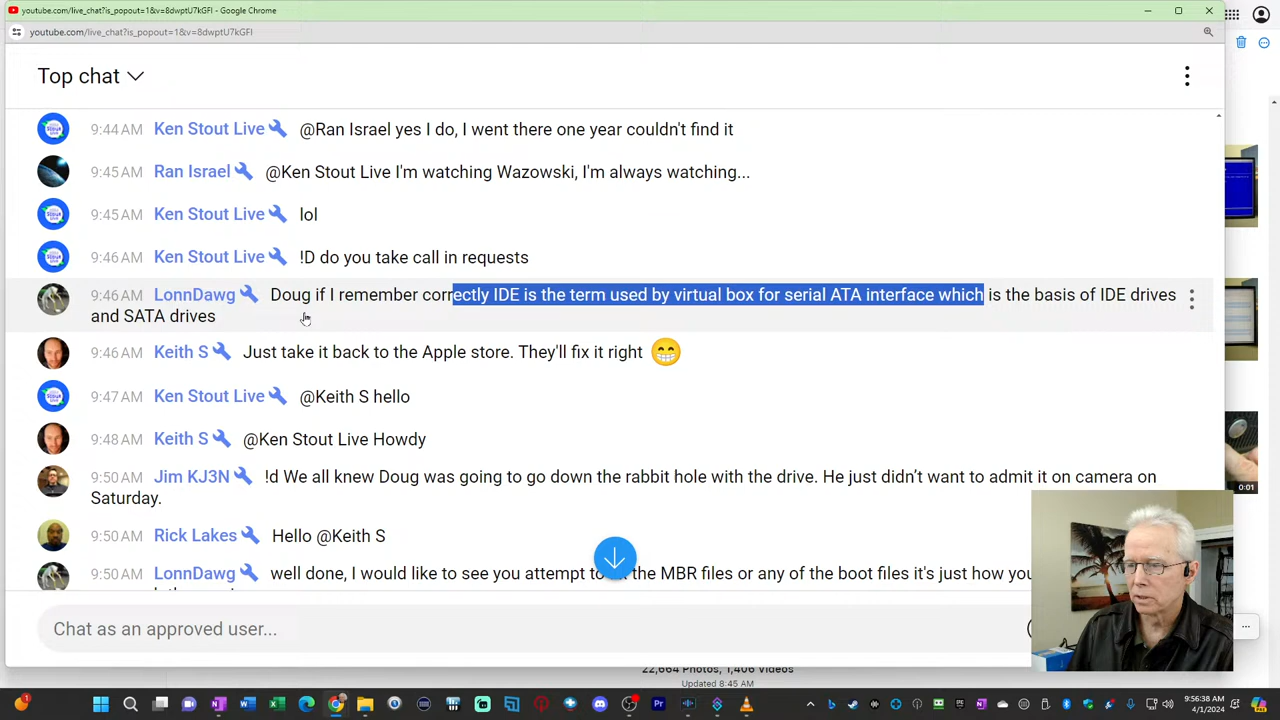 youtube.com/live_chat?is_popout=1&v=8dwptU7kGFI - Google Chrome
youtube.com/live_chat?is_popout=1&v=8dwptU7kGFI
Top chat
9:44 AM Ken Stout Live @Ran Israel yes I do, I went there one year couldn't find it
9:45 AM Ran Israel @Ken Stout Live I'm watching Wazowski, I'm always watching...
9:45 AM Ken Stout Live lol
9:46 AM Ken Stout Live !D do you take call in requests
9:46 AM LonnDawg Doug if I remember correctly IDE is the term used by virtual box for serial ATA interface which is the basis of IDE drives
and SATA drives
9:46 AM Keith S Just take it back to the Apple store. They'll fix it right
9:47 AM Ken Stout Live @Keith S hello
9:48 AM Keith S @Ken Stout Live Howdy
9:50 AM Jim KJ3N !d We all knew Doug was going to go down the rabbit hole with the drive. He just didn't want to admit it on camera on
Saturday.
9:50 AM Rick Lakes Hello @Keith S
9:50 AM LonnDawg well done, I would like to see you attempt to the MBR files or any of the boot files it's just how you
0:01
Chat as an approved user...
22,664 Photos, 1,406 Videos
Updated 8:45 AM
9:56:38 AM
4/1/2024